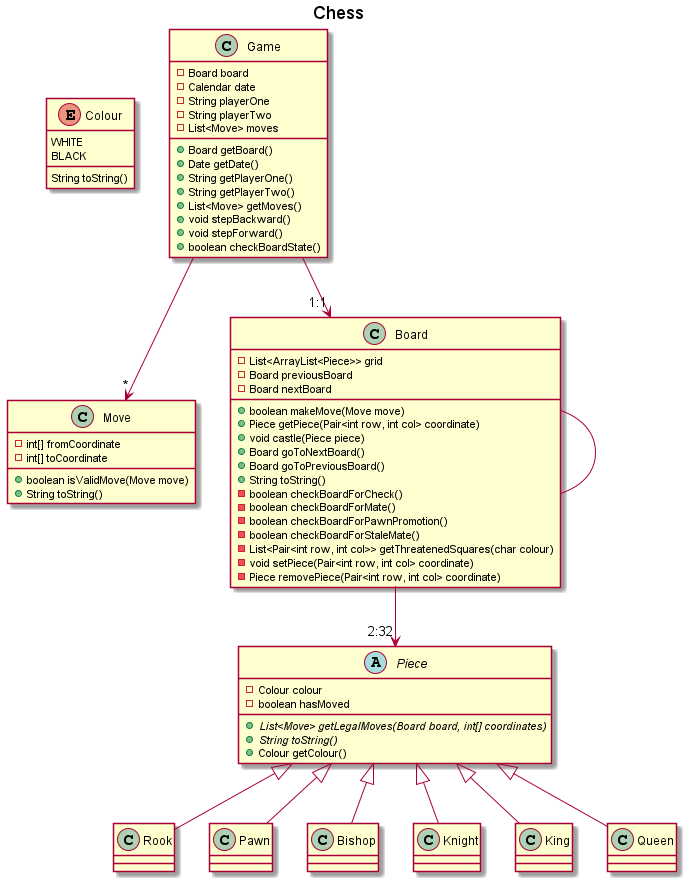 Chess
C Game
Board board
Calendar date
String playerOne
String playerTwo
List<Move> moves
Board getBoard()
Date getDate()
String getPlayerOne()
String getPlayerTwo()
List<Move> getMoves()
void stepBackward()
void stepForward()
boolean checkBoardState()
E Colour
WHITE
BLACK
String toString()
1:1
*
C Move
int[] fromCoordinate
int[] toCoordinate
boolean isValidMove(Move move)
String toString()
C Board
List<ArrayList<Piece>> grid
Board previousBoard
Board nextBoard
boolean makeMove(Move move)
Piece getPiece(Pair<int row, int col> coordinate)
void castle(Piece piece)
Board goToNextBoard()
Board goToPreviousBoard()
String toString()
boolean checkBoardForCheck()
boolean checkBoardForMate()
boolean checkBoardForPawnPromotion()
boolean checkBoardForStaleMate()
List<Pair<int row, int col>> getThreatenedSquares(char colour)
void setPiece(Pair<int row, int col> coordinate)
Piece removePiece(Pair<int row, int col> coordinate)
2:32
A Piece
Colour colour
boolean hasMoved
List<Move> getLegalMoves(Board board, int[] coordinates)
String toString()
Colour getColour()
C Rook
C Pawn
C Bishop
C Knight
C King
C Queen